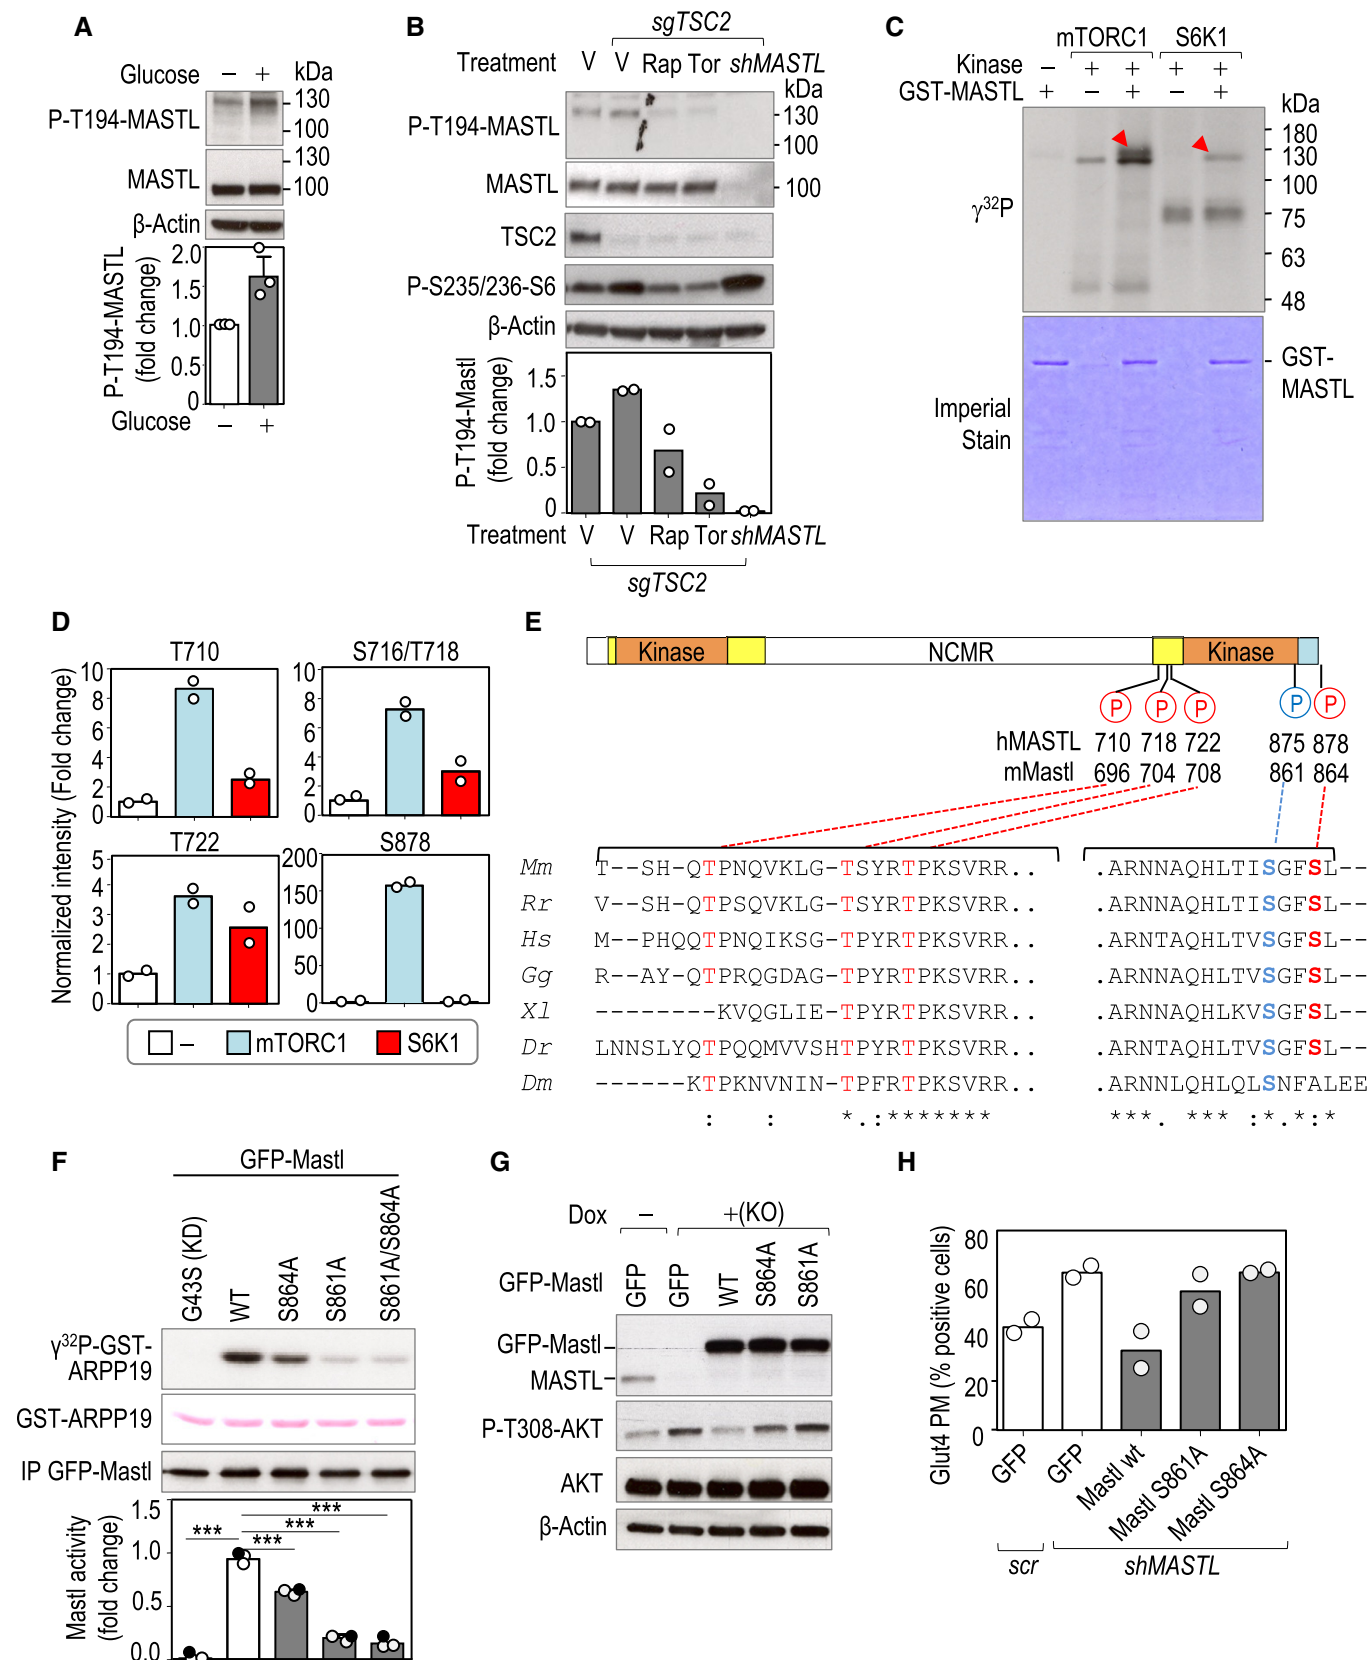 A
Glucose − + kDa
P-T194-MASTL
130
100
MASTL
130
100
β-Actin
P-T194-MASTL
(fold change)
2.0
1.5
1.0
0.5
0
Glucose − +
B
sgTSC2
Treatment V V Rap Tor shMASTL
kDa
P-T194-MASTL
130
100
MASTL
100
TSC2
P-S235/236-S6
β-Actin
P-T194-Mastl
(fold change)
1.5
1.0
0.5
0
Treatment V V Rap Tor shMASTL
sgTSC2
C
mTORC1 S6K1
Kinase − + + + +
GST-MASTL + − + − +
kDa
180
130
100
75
63
48
γ32P
GST-
MASTL
Imperial
Stain
D
Normalized intensity (Fold change)
T710
10
8
6
4
2
0
S716/T718
10
8
6
4
2
0
T722
5
4
3
2
1
0
S878
200
150
100
50
0
− mTORC1 S6K1
E
Kinase NCMR Kinase
P P P P P
hMASTL 710 718 722 875 878
mMastl 696 704 708 861 864
Mm T--SH-QTPNQVKLG-TSYRTPKSVRR.. .ARNNAQHLTISGFSL--
Rr V--SH-QTPSQVKLG-TSYRTPKSVRR.. .ARNNAQHLTISGFSL--
Hs M--PHQQTPNQIKSG-TPYRTPKSVRR.. .ARNTAQHLTVSGFSL--
Gg R--AY-QTPRQGDAG-TPYRTPKSVRR.. .ARNNAQHLTVSGFSL--
Xl --------KVQGLIE-TPYRTPKSVRR.. .ARNNAQHLKVSGFSL--
Dr LNNSLYQTPQQMVVSHTPYRTPKSVRR.. .ARNTAQHLTVSGFSL--
Dm ------KTPKNVNIN-TPFRTPKSVRR.. .ARNNLQHLQLSNFALEE
: : *.:******* ***. *** :*.*:*
F
GFP-Mastl
G43S (KD)
WT
S864A
S861A
S861A/S864A
γ32P-GST-
ARPP19
GST-ARPP19
IP GFP-Mastl
Mastl activity
(fold change)
1.5
1.0
0.5
0.0
***
***
***
***
G
Dox − +(KO)
GFP-Mastl
GFP
GFP
WT
S864A
S861A
GFP-Mastl
MASTL
P-T308-AKT
AKT
β-Actin
H
Glut4 PM (% positive cells)
80
60
40
20
0
GFP
GFP
Mastl wt
Mastl S861A
Mastl S864A
scr
shMASTL